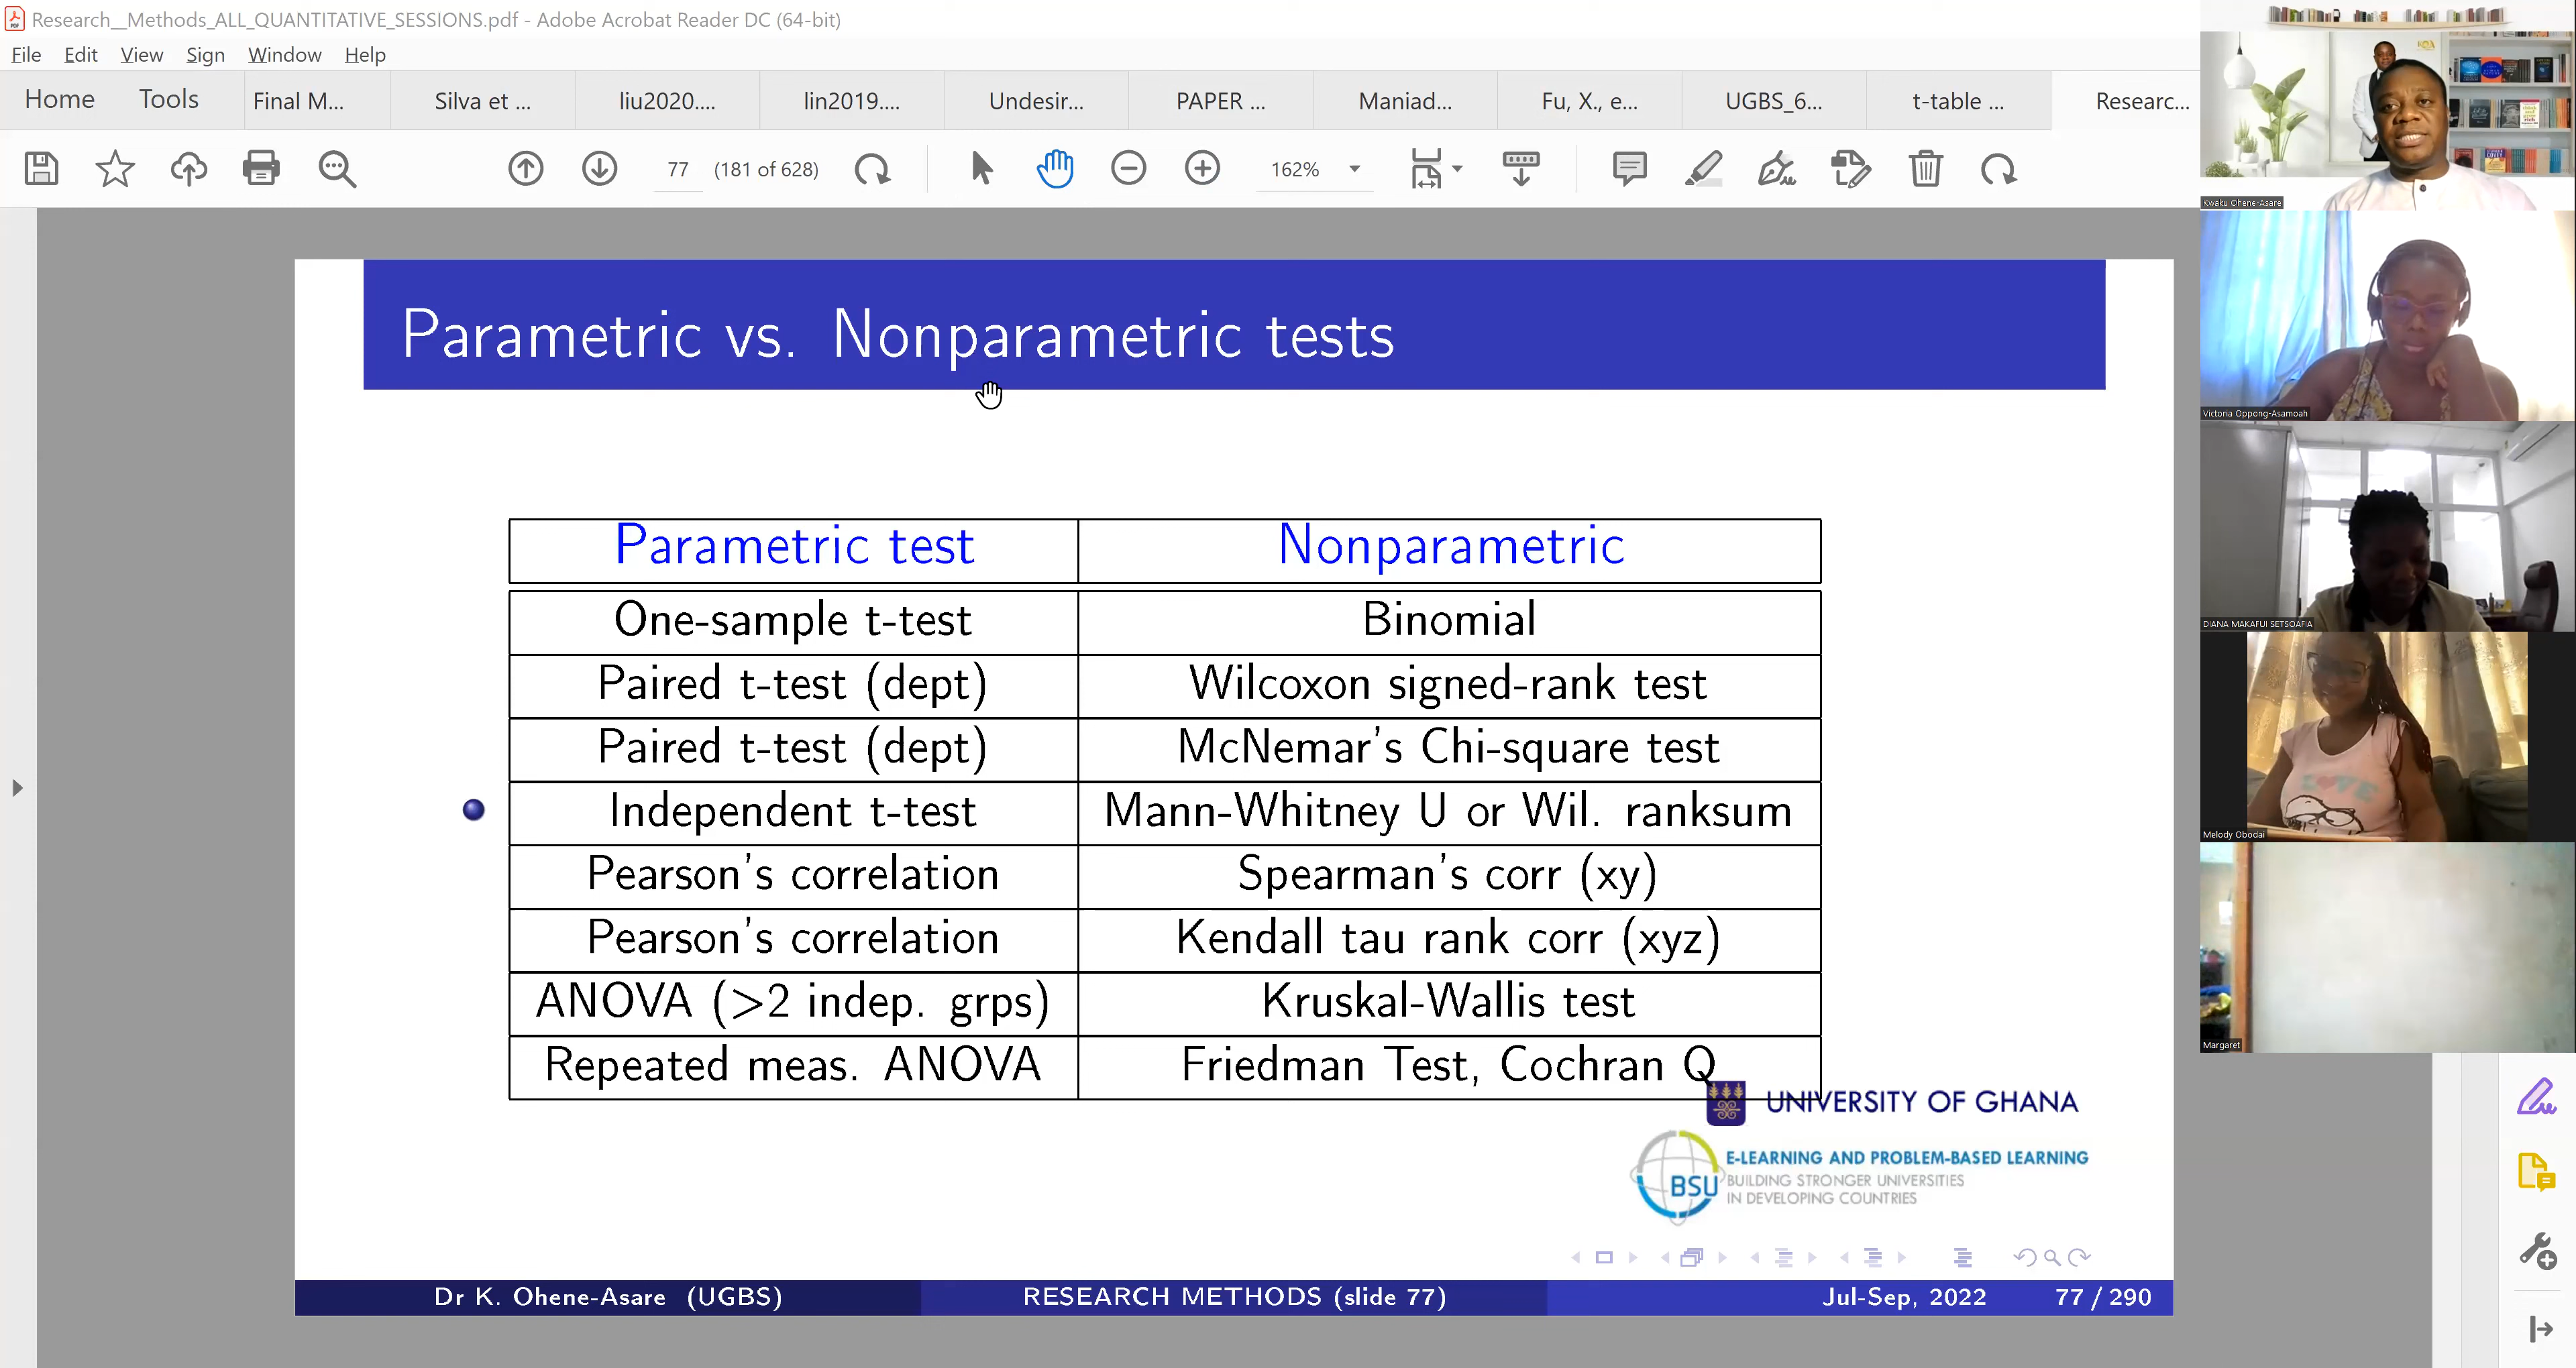 Research__Methods_ALL_QUANTITATIVE_SESSIONS.pdf - Adobe Acrobat Reader DC (64-bit)
File Edit View Sign Window Help
Home Tools Final M... Silva et ... liu2020.... lin2019.... Undesir... PAPER ... Maniad... Fu, X., e... UGBS_6... t-table ... Researc...
77 (181 of 628) 162%
Parametric vs. Nonparametric tests
Parametric test Nonparametric
One-sample t-test Binomial
Paired t-test (dept) Wilcoxon signed-rank test
Paired t-test (dept) McNemar's Chi-square test
Independent t-test Mann-Whitney U or Wil. ranksum
Pearson's correlation Spearman's corr (xy)
Pearson's correlation Kendall tau rank corr (xyz)
ANOVA (>2 indep. grps) Kruskal-Wallis test
Repeated meas. ANOVA Friedman Test, Cochran Q
UNIVERSITY OF GHANA
BSU
E-LEARNING AND PROBLEM-BASED LEARNING
BUILDING STRONGER UNIVERSITIES
IN DEVELOPING COUNTRIES
Dr K. Ohene-Asare (UGBS) RESEARCH METHODS (slide 77) Jul-Sep, 2022 77 / 290
Kwaku Ohene-Asare
Victoria Oppong-Asamoah
DIANA MAKAFUI SETSOAFIA
LOVE
Melody Obodai
Margaret